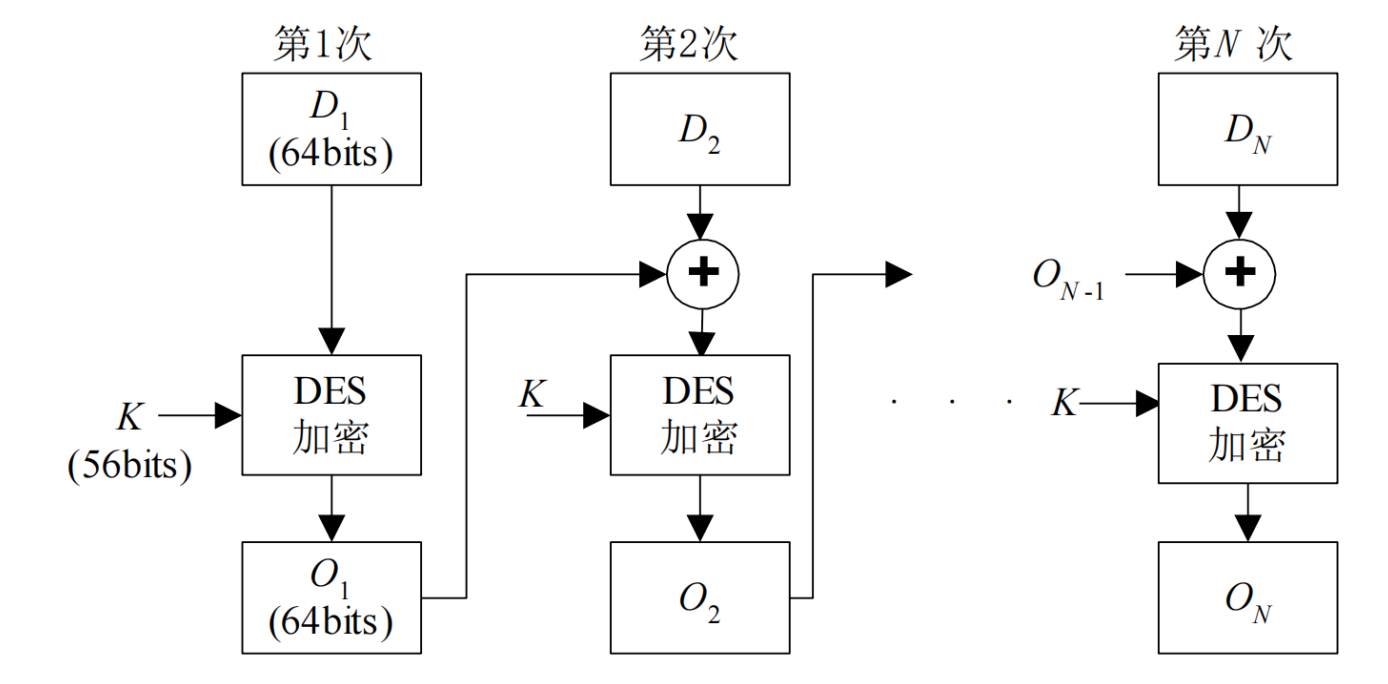 第1次
第2次
第N 次
D1
(64bits)
D2
DN
+
+
ON-1
K
(56bits)
DES
加密
K
DES
加密
· · ·
K
DES
加密
O1
(64bits)
O2
ON